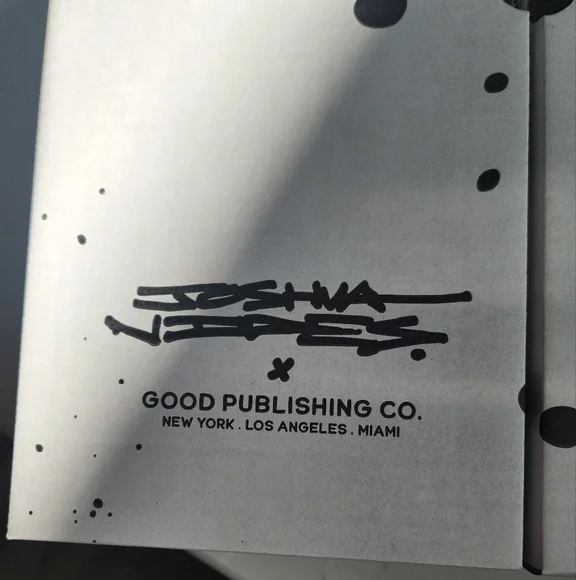 JOSHUA
VIDES.
x
GOOD PUBLISHING CO.
NEW YORK . LOS ANGELES . MIAMI